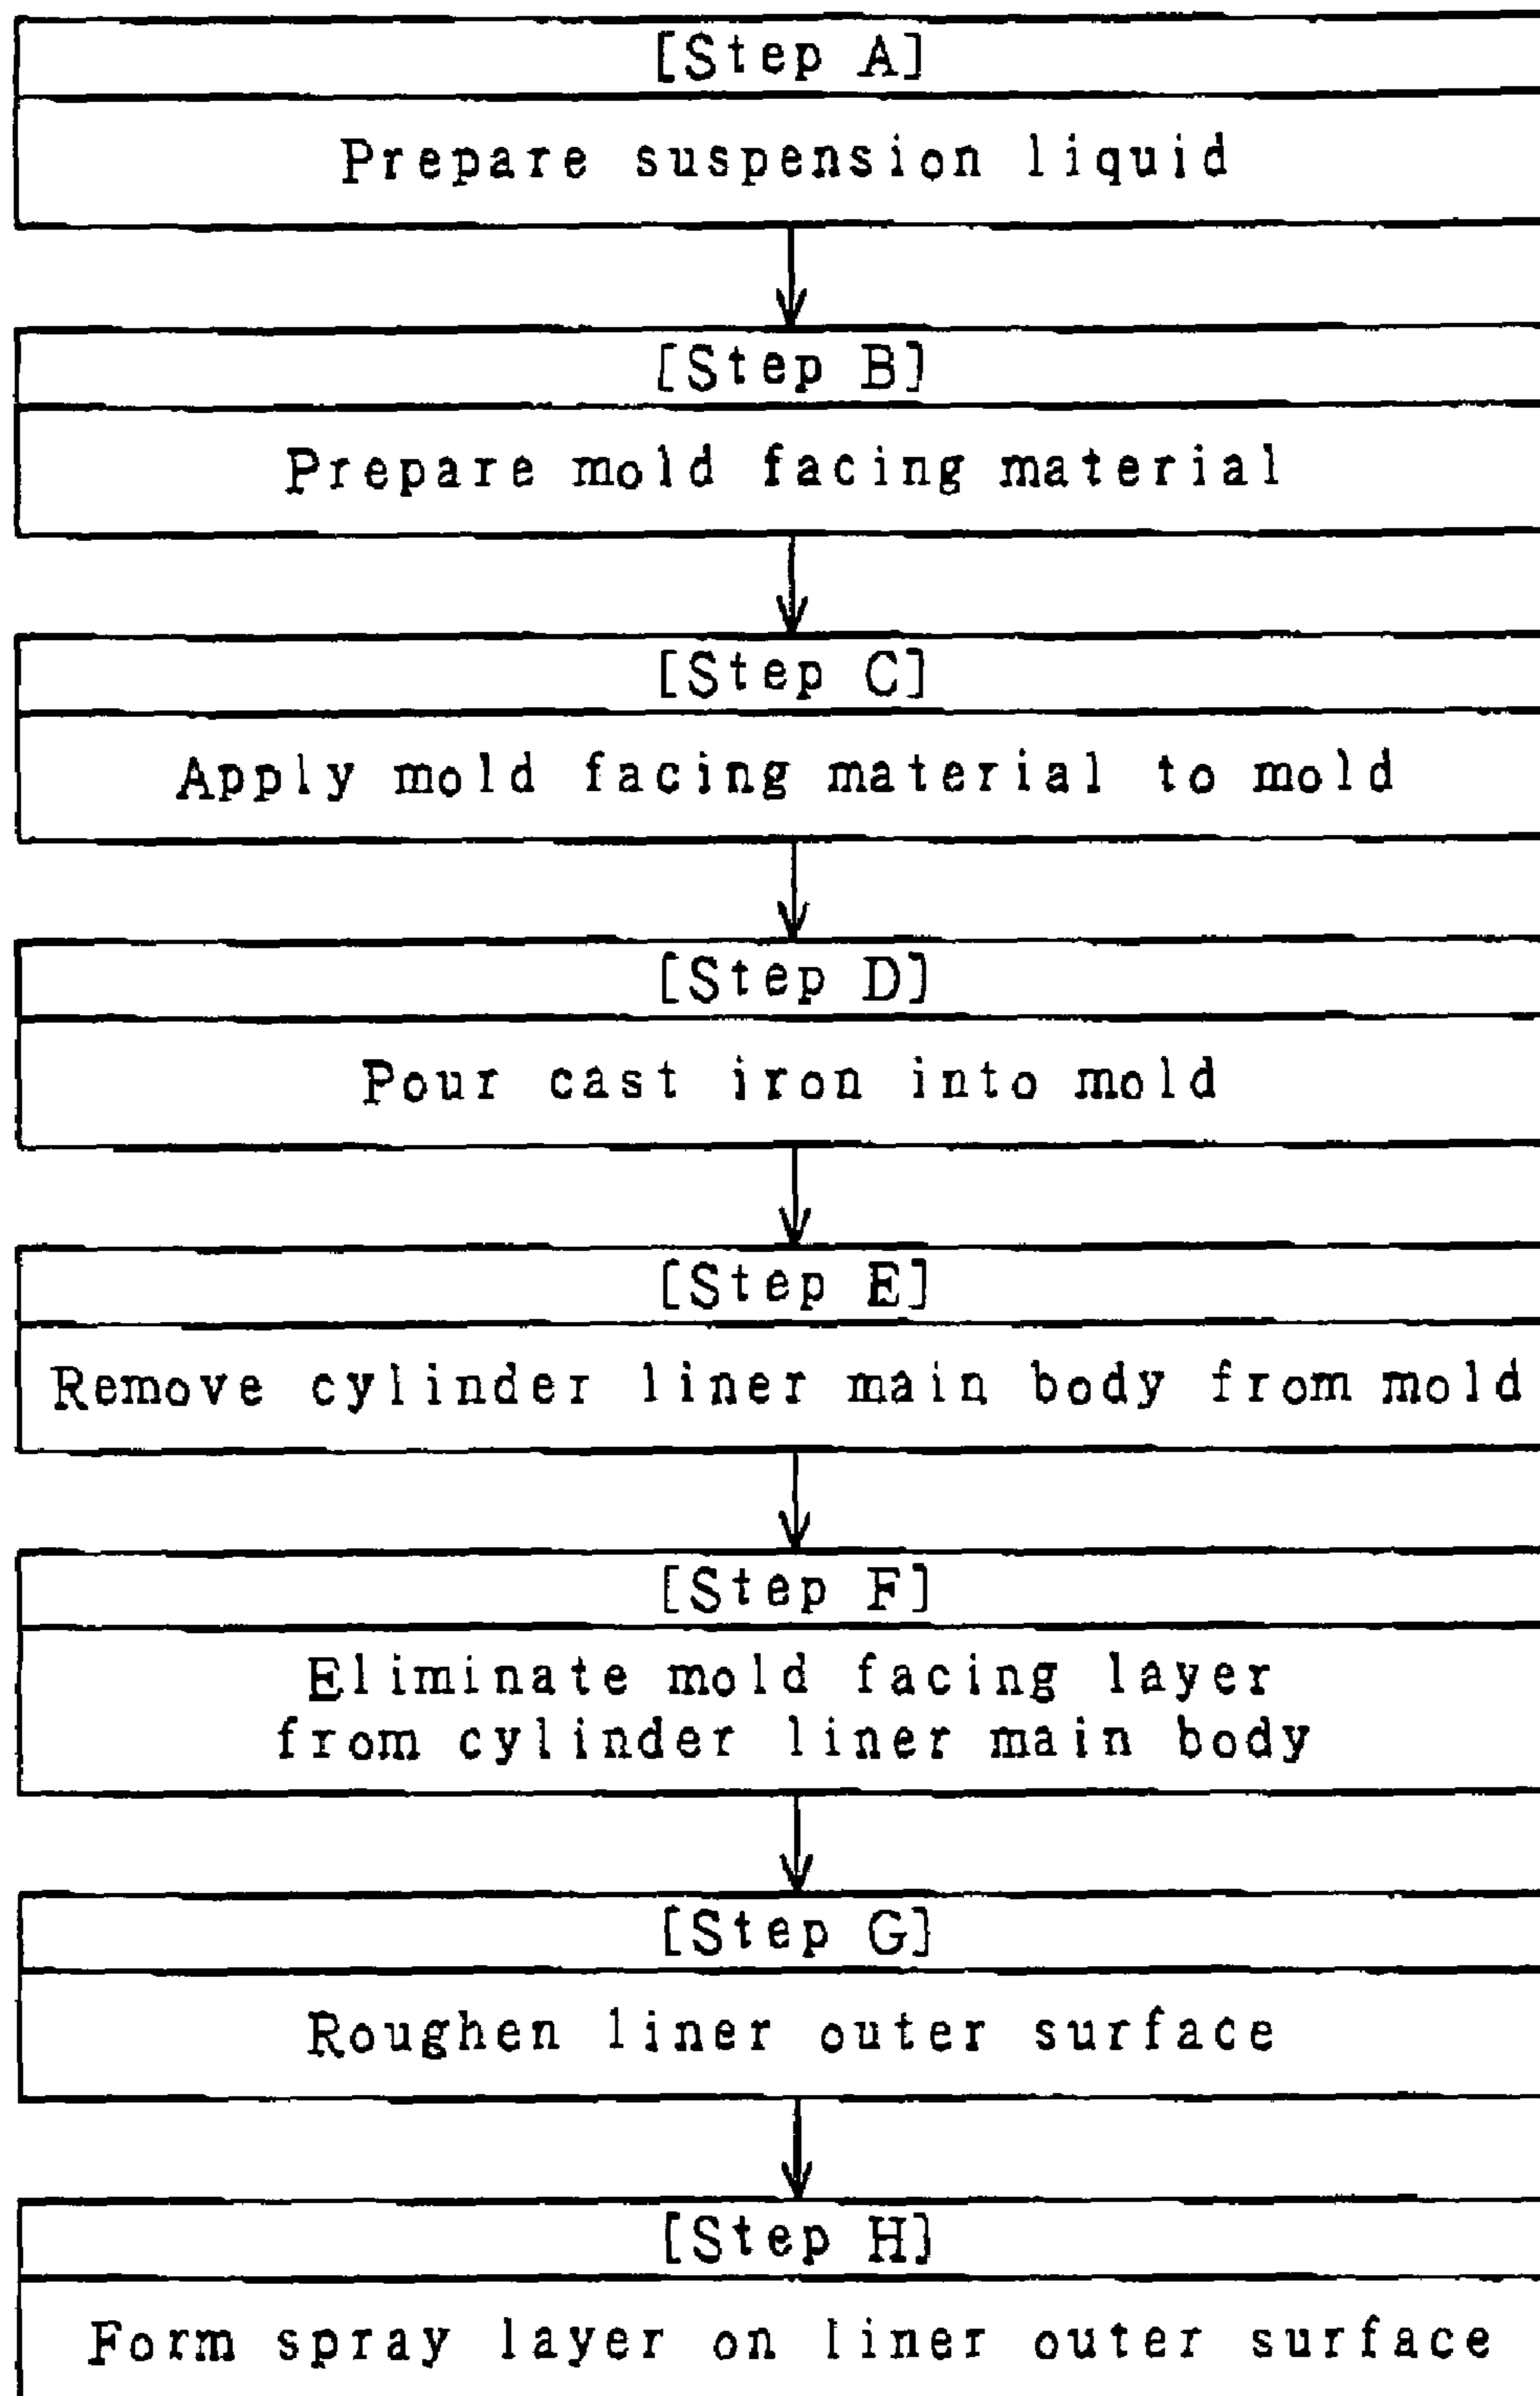 [Step A]
Prepare suspension liquid
[Step B]
Prepare mold facing material
[Step C]
Apply mold facing material to mold
[Step D]
Pour cast iron into mold
[Step E]
Remove cylinder liner main body from mold
[Step F]
Eliminate mold facing layer
from cylinder liner main body
[Step G]
Roughen liner outer surface
[Step H]
Form spray layer on liner outer surface